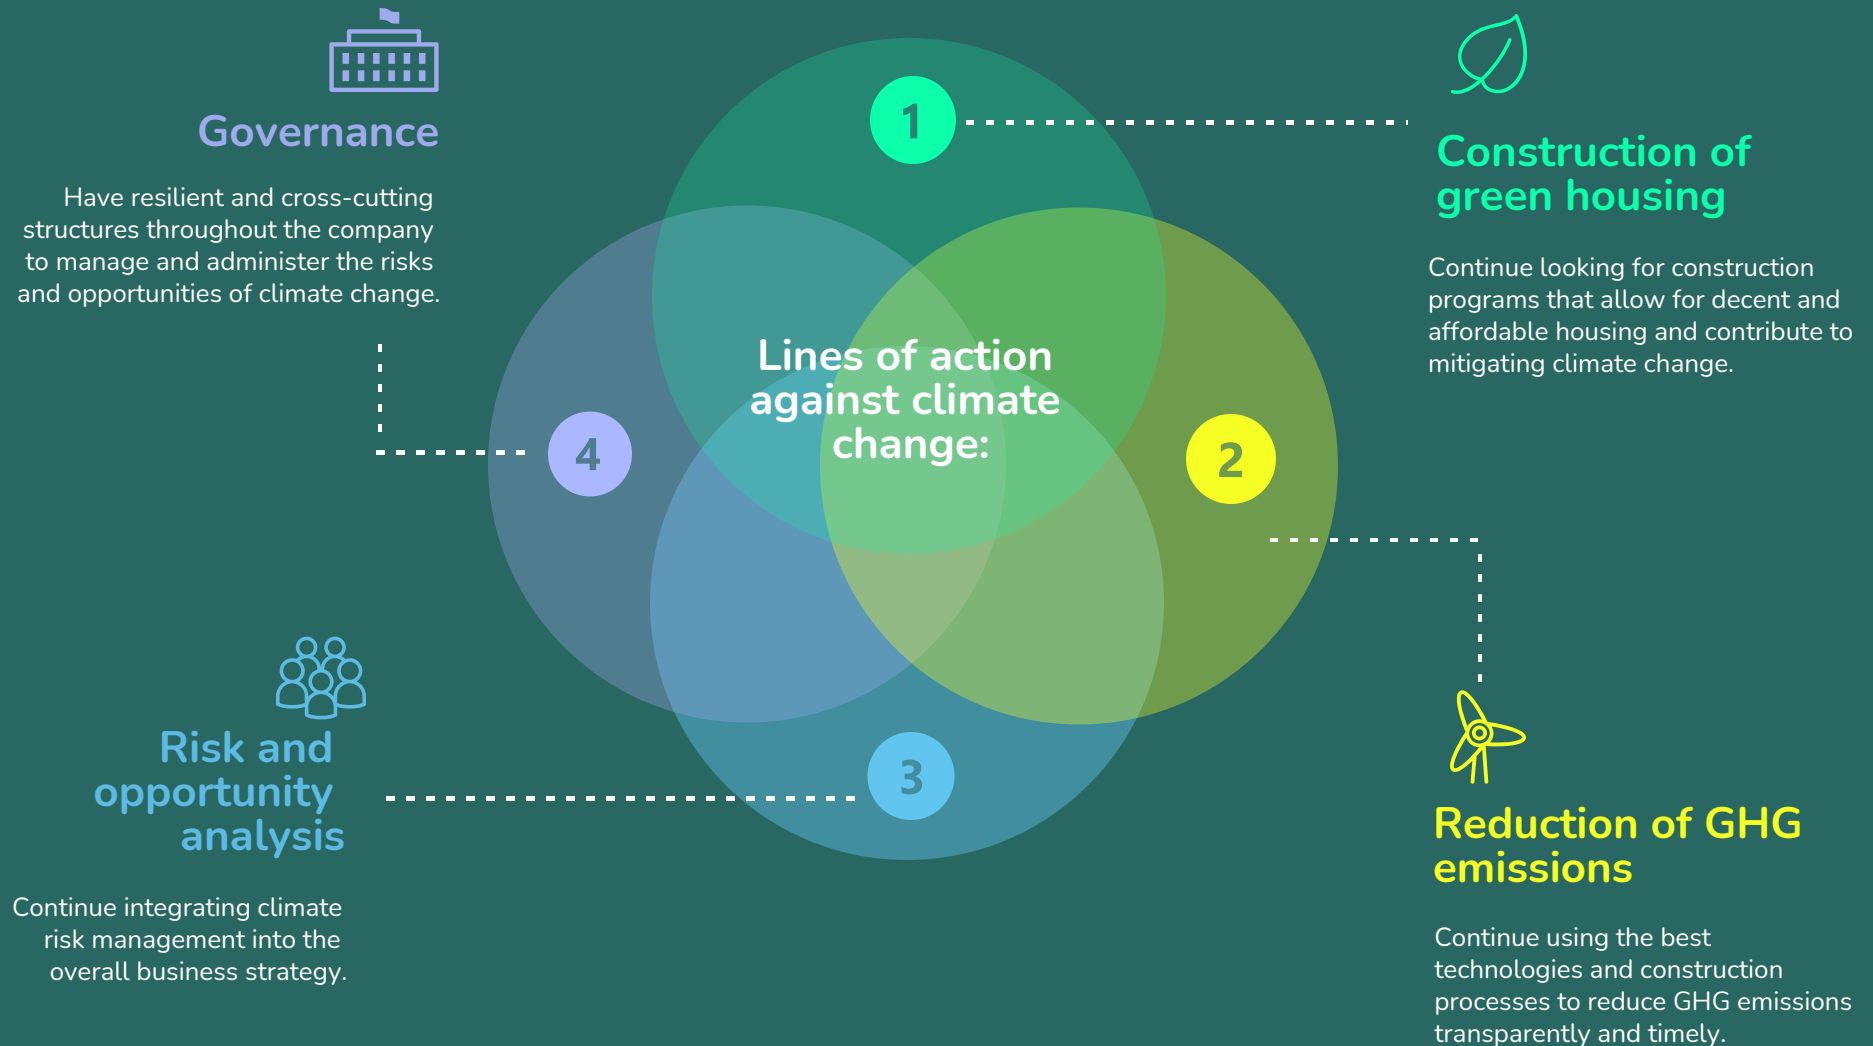 Governance
Have resilient and cross-cutting
structures throughout the company
to manage and administer the risks
and opportunities of climate change.
1
Construction of
green housing
Continue looking for construction
programs that allow for decent and
affordable housing and contribute to
mitigating climate change.
Lines of action
against climate
change:
4
2
3
Risk and
opportunity
analysis
Continue integrating climate
risk management into the
overall business strategy.
Reduction of GHG
emissions
Continue using the best
technologies and construction
processes to reduce GHG emissions
transparently and timely.